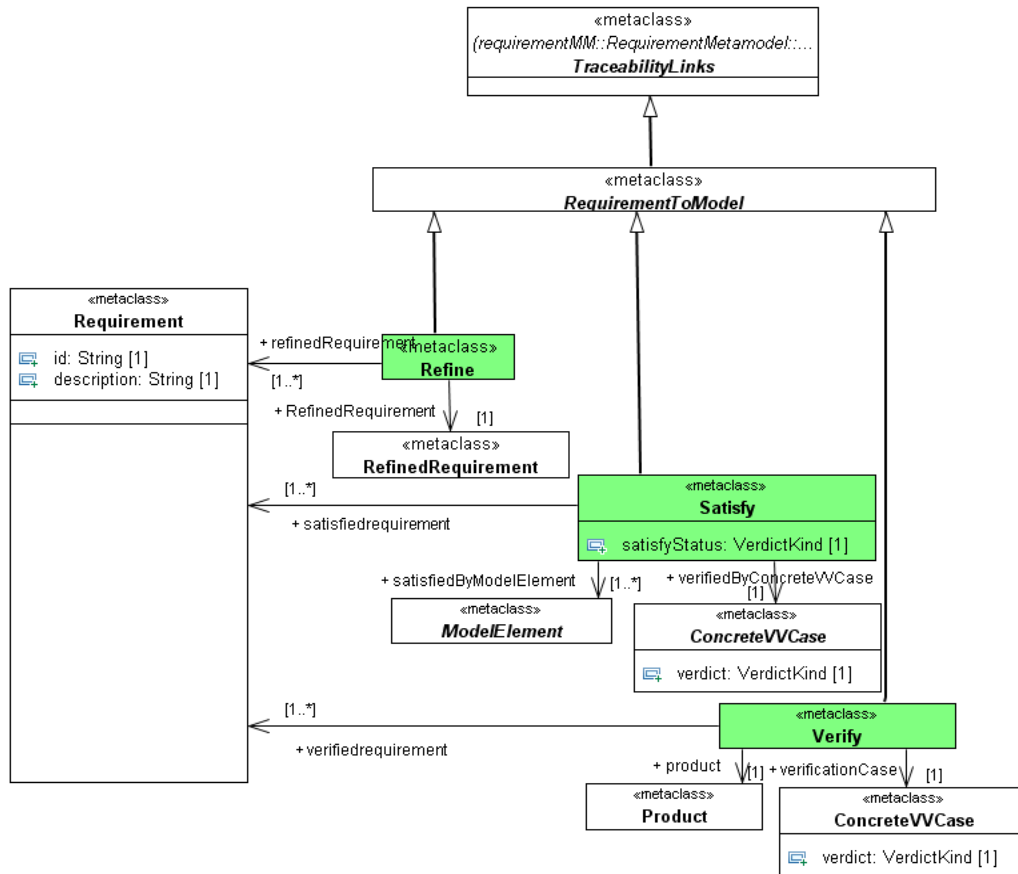 «metaclass»
(requirementMM::RequirementMetamodel::...
TraceabilityLinks
«metaclass»
RequirementToModel
«metaclass»
Requirement
id: String [1]
description: String [1]
+ refinedRequirement
[1..*]
«metaclass»
Refine
+ RefinedRequirement
[1]
«metaclass»
RefinedRequirement
[1..*]
+ satisfiedrequirement
«metaclass»
Satisfy
satisfyStatus: VerdictKind [1]
+ satisfiedByModelElement
[1..*]
+ verifiedByConcreteVVCase
[1]
«metaclass»
ModelElement
«metaclass»
ConcreteVVCase
verdict: VerdictKind [1]
[1..*]
+ verifiedrequirement
«metaclass»
Verify
+ product
[1]
+ verificationCase
[1]
«metaclass»
Product
«metaclass»
ConcreteVVCase
verdict: VerdictKind [1]